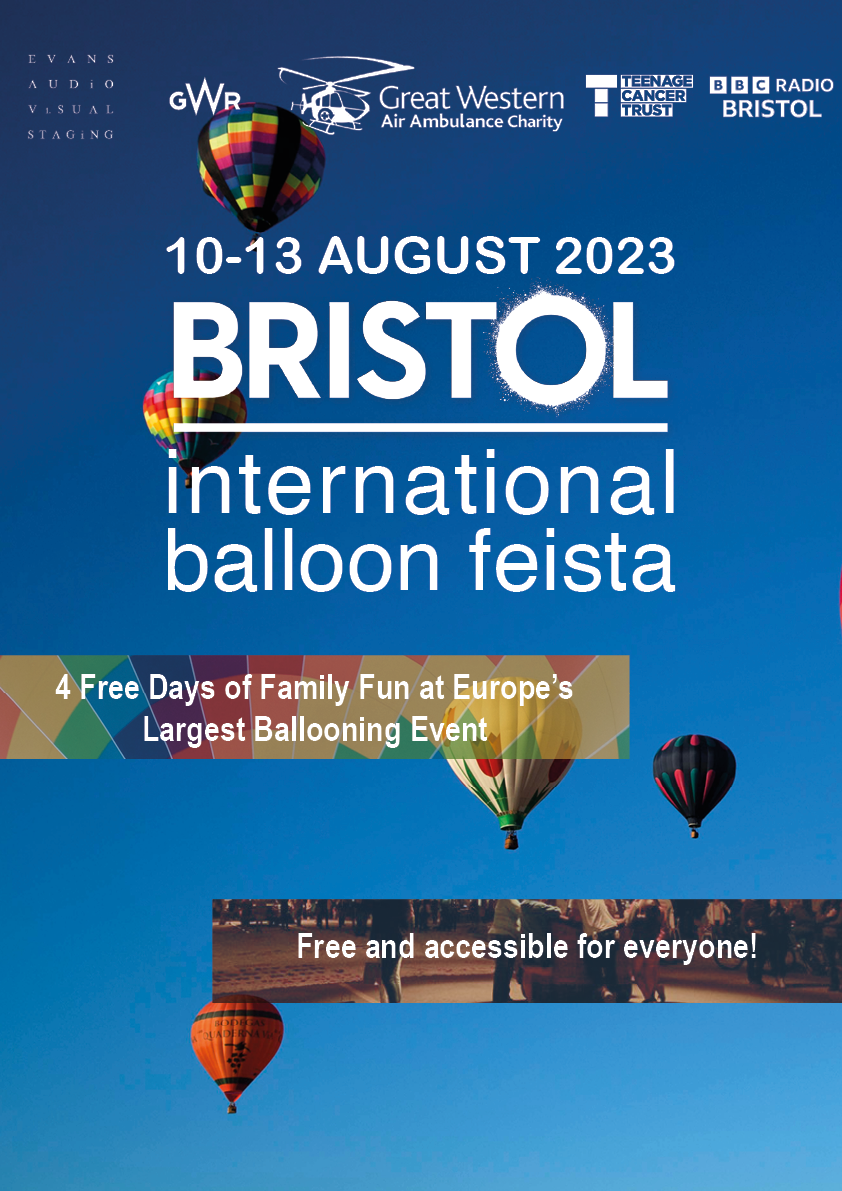 EVANS
AUDiO
ViSUAL
STAGiNG
GWR
Great Western
Air Ambulance Charity
TEENAGE
CANCER
TRUST
BBC RADIO
BRISTOL
10-13 AUGUST 2023
BRISTOL
international
balloon feista
4 Free Days of Family Fun at Europe’s
Largest Ballooning Event
Free and accessible for everyone!
BODEGAS